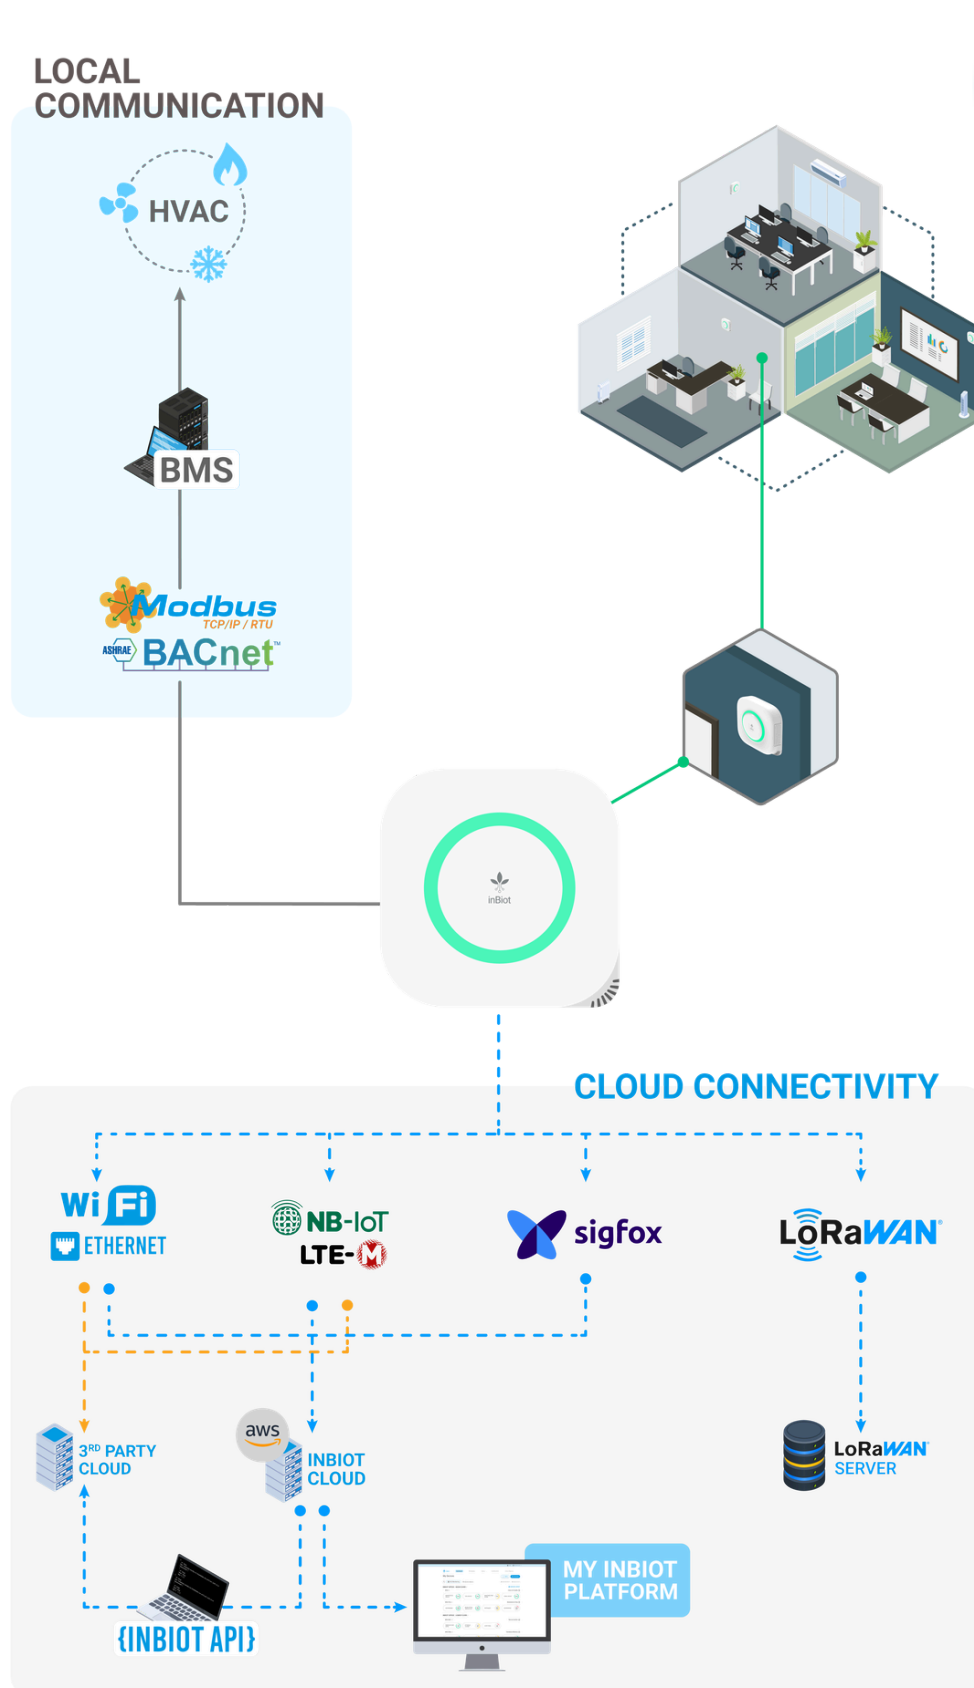 LOCAL
COMMUNICATION
HVAC
BMS
Modbus
TCP/IP / RTU
ASHRAE BACnet™
inBiot
CLOUD CONNECTIVITY
WiFi
ETHERNET
NB-IoT
LTE-M
sigfox
LoRaWAN®
3RD PARTY
CLOUD
aws
INBIOT
CLOUD
LoRaWAN®
SERVER
MY INBIOT
PLATFORM
{INBIOT API}